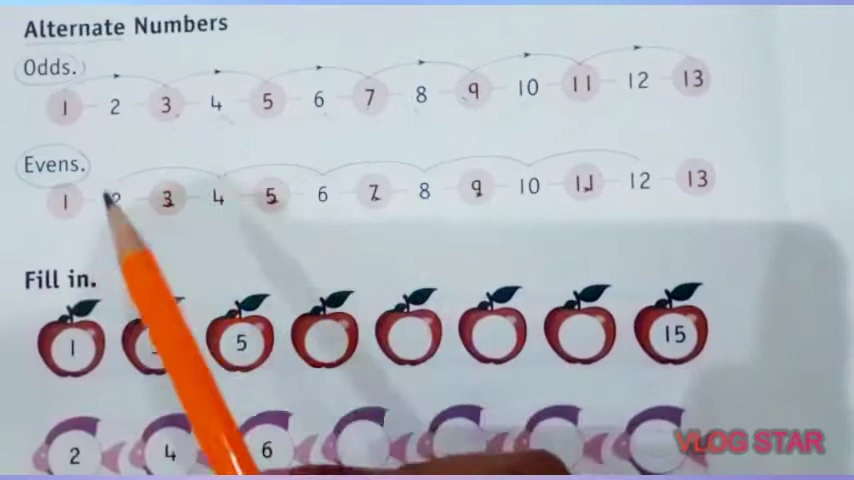 Alternate Numbers
Odds.
1 2 3 4 5 6 7 8 9 10 11 12 13
Evens.
1 2 3 4 5 6 7 8 9 10 11 12 13
Fill in.
1 5 15
2 4 6
VLOG STAR